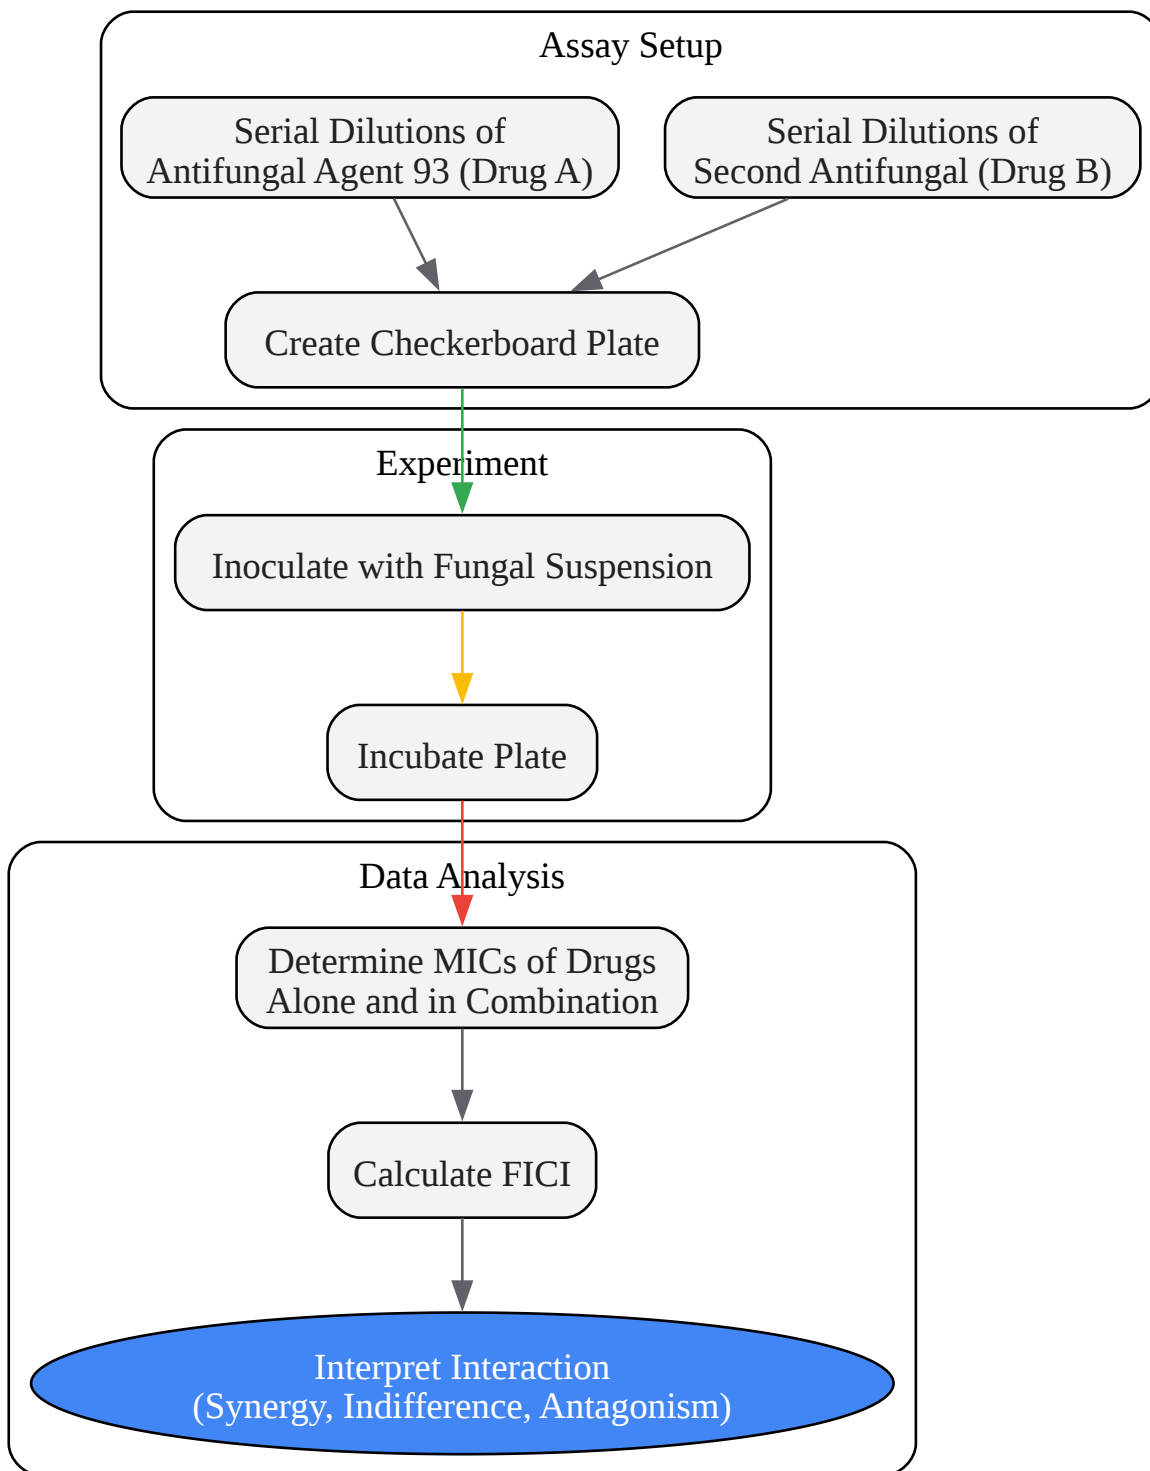 Assay Setup
Serial Dilutions of
Antifungal Agent 93 (Drug A)
Serial Dilutions of
Second Antifungal (Drug B)
Create Checkerboard Plate
Experiment
Inoculate with Fungal Suspension
Incubate Plate
Data Analysis
Determine MICs of Drugs
Alone and in Combination
Calculate FICI
Interpret Interaction
(Synergy, Indifference, Antagonism)